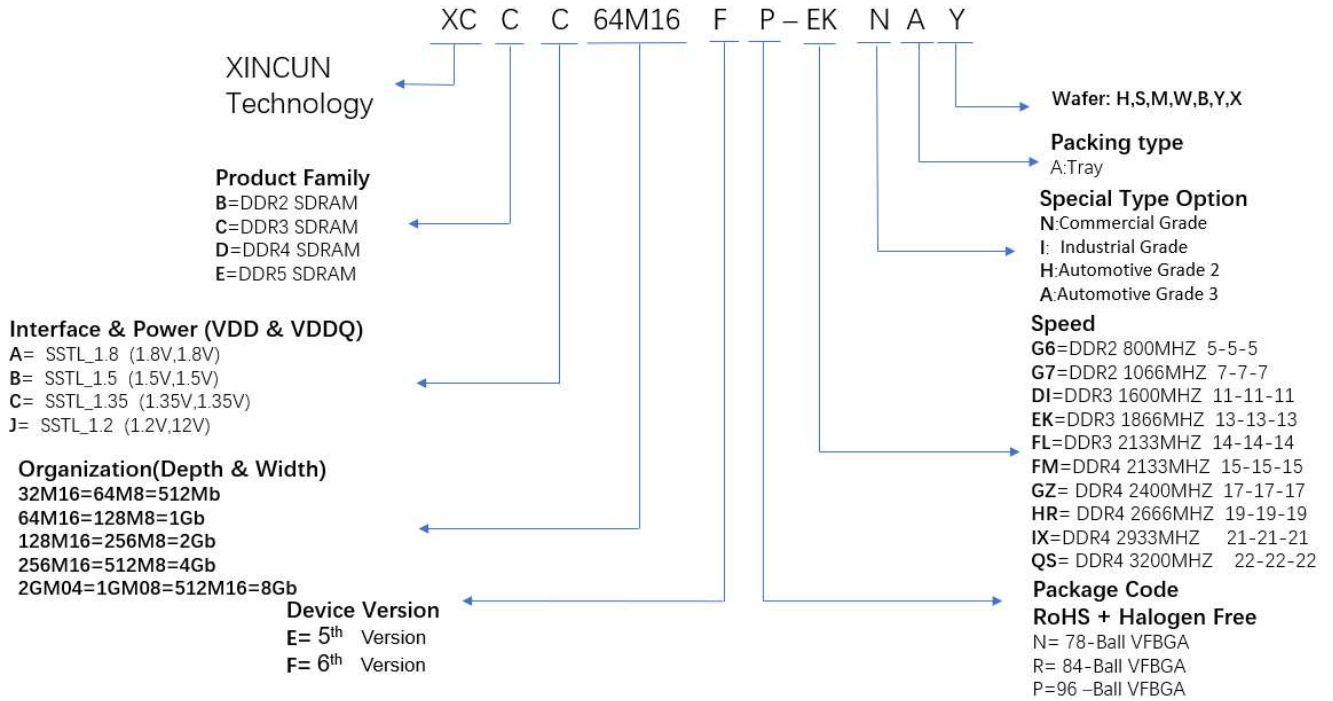 XC C C 64M16 F P – EK N A Y
XINCUN
Technology
Product Family
B=DDR2 SDRAM
C=DDR3 SDRAM
D=DDR4 SDRAM
E=DDR5 SDRAM
Interface & Power (VDD & VDDQ)
A= SSTL_1.8 (1.8V,1.8V)
B= SSTL_1.5 (1.5V,1.5V)
C= SSTL_1.35 (1.35V,1.35V)
J= SSTL_1.2 (1.2V,12V)
Organization(Depth & Width)
32M16=64M8=512Mb
64M16=128M8=1Gb
128M16=256M8=2Gb
256M16=512M8=4Gb
2GM04=1GM08=512M16=8Gb
Device Version
E= 5th Version
F= 6th Version
Wafer: H,S,M,W,B,Y,X
Packing type
A:Tray
Special Type Option
N:Commercial Grade
I: Industrial Grade
H:Automotive Grade 2
A:Automotive Grade 3
Speed
G6=DDR2 800MHZ 5-5-5
G7=DDR2 1066MHZ 7-7-7
DI=DDR3 1600MHZ 11-11-11
EK=DDR3 1866MHZ 13-13-13
FL=DDR3 2133MHZ 14-14-14
FM=DDR4 2133MHZ 15-15-15
GZ= DDR4 2400MHZ 17-17-17
HR= DDR4 2666MHZ 19-19-19
IX=DDR4 2933MHZ 21-21-21
QS= DDR4 3200MHZ 22-22-22
Package Code
RoHS + Halogen Free
N= 78-Ball VFBGA
R= 84-Ball VFBGA
P=96 –Ball VFBGA